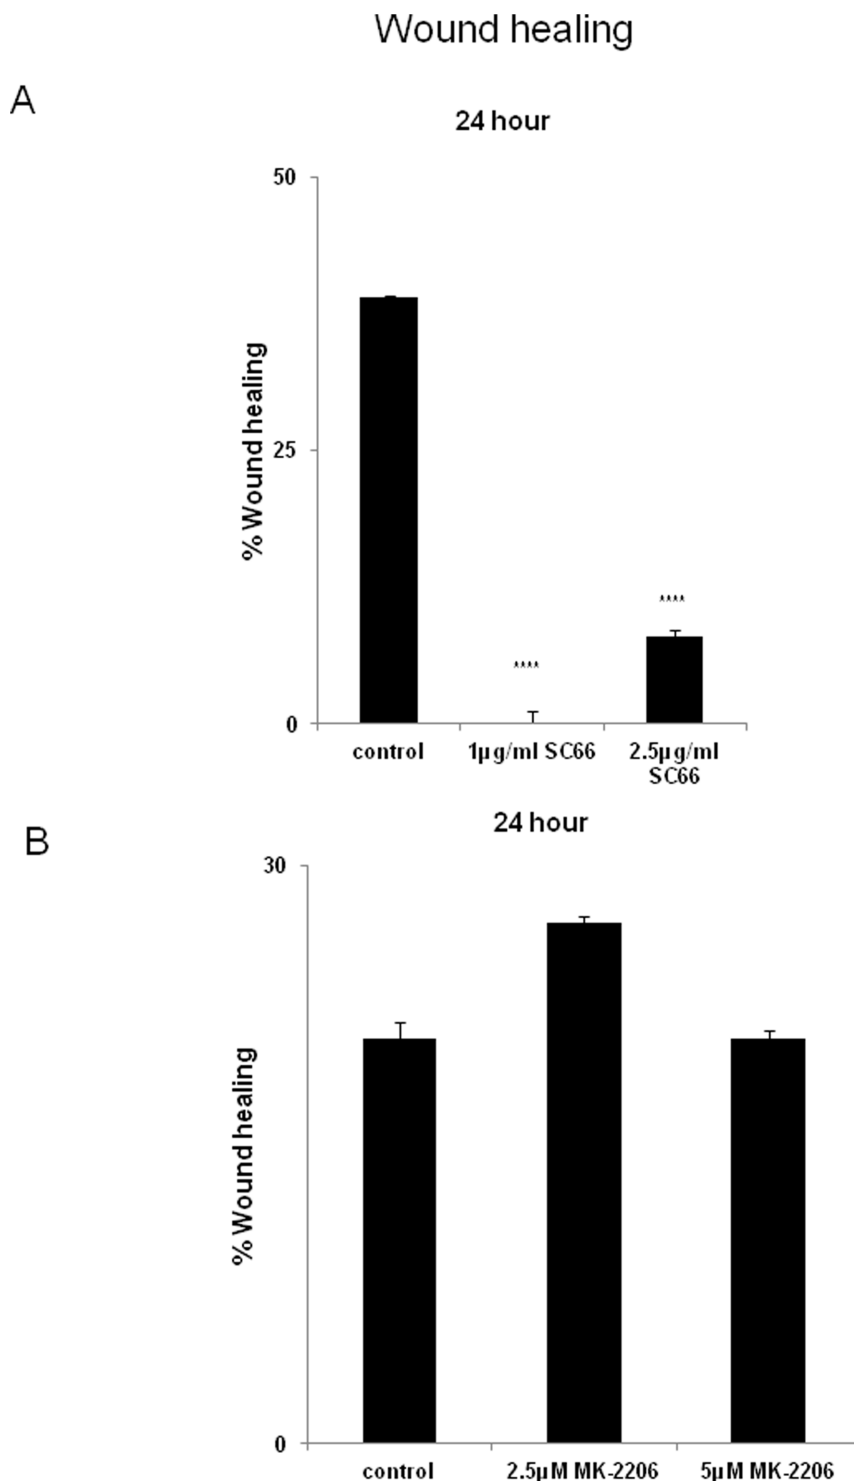 Wound healing
A
24 hour
50
% Wound healing
25
****
****
0
control
1µg/ml SC66
2.5µg/ml
SC66
B
24 hour
30
% Wound healing
0
control
2.5µM MK-2206
5µM MK-2206